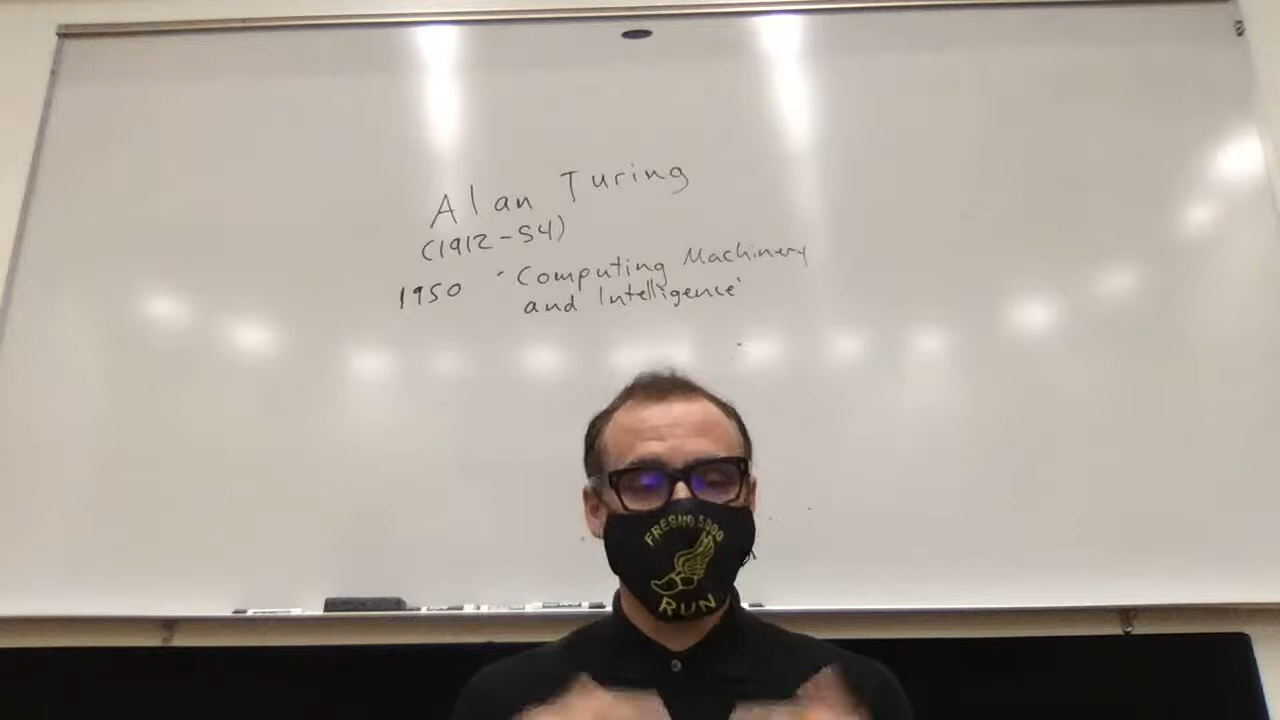 Alan Turing
(1912-54)
1950 "Computing Machinery
and Intelligence"
FRESNO 5000
RUN